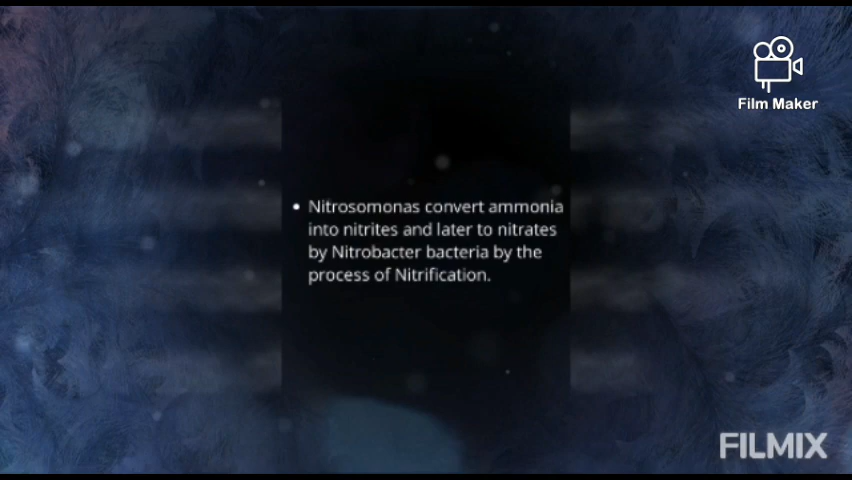 Film Maker
• Nitrosomonas convert ammonia
into nitrites and later to nitrates
by Nitrobacter bacteria by the
process of Nitrification.
FILMIX